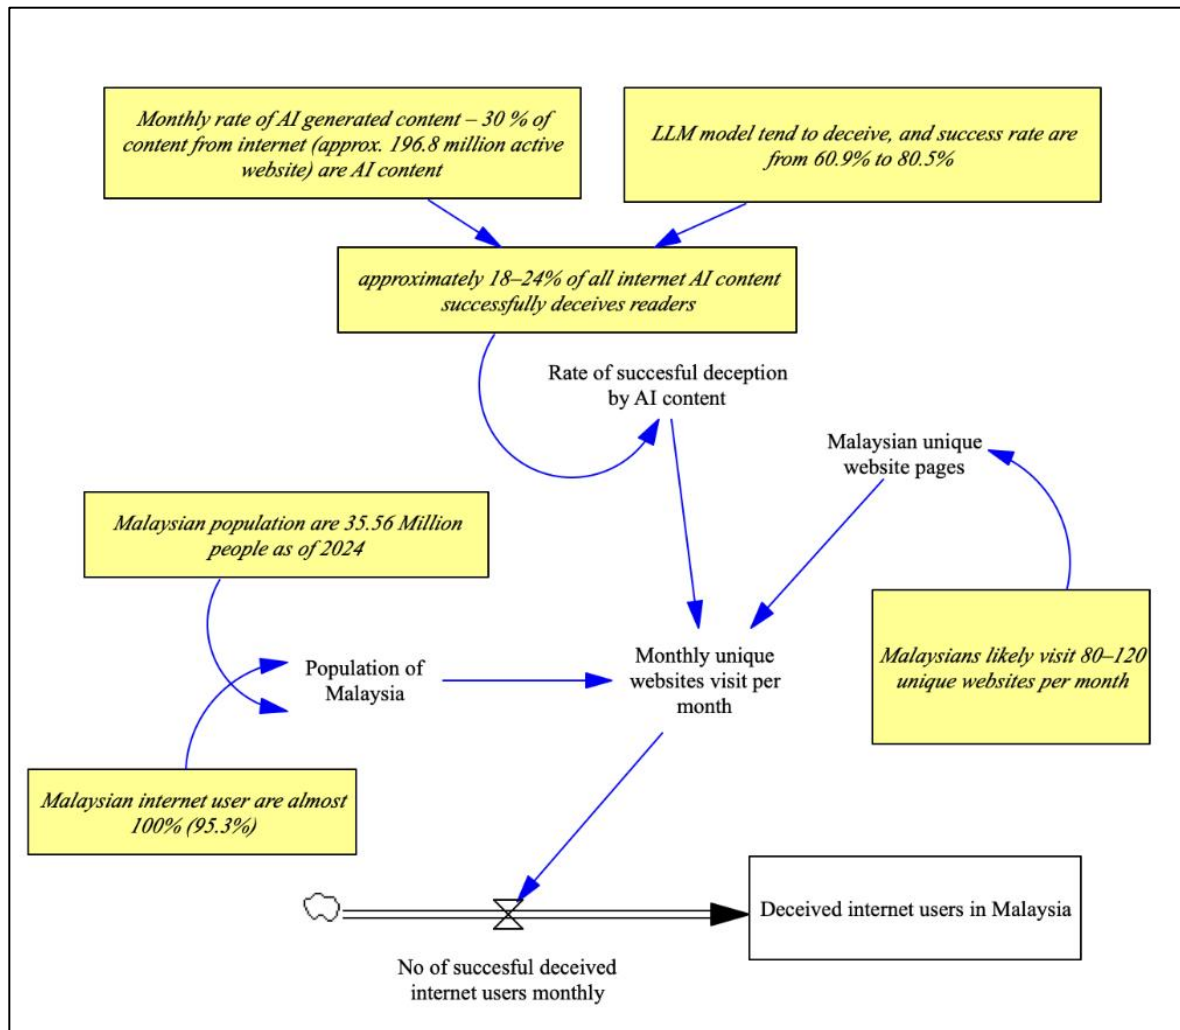 Monthly rate of AI generated content – 30 % of
content from internet (approx. 196.8 million active
website) are AI content
LLM model tend to deceive, and success rate are
from 60.9% to 80.5%
approximately 18–24% of all internet AI content
successfully deceives readers
Rate of succesful deception
by AI content
Malaysian unique
website pages
Malaysian population are 35.56 Million
people as of 2024
Population of
Malaysia
Monthly unique
websites visit per
month
Malaysians likely visit 80–120
unique websites per month
Malaysian internet user are almost
100% (95.3%)
Deceived internet users in Malaysia
No of succesful deceived
internet users monthly